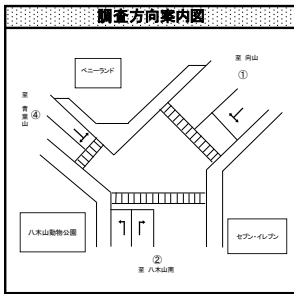 調査方向案内図
ベニーランド
至 向山
①
至 青葉山
④
八木山動物公園
セブン・イレブン
②
至 八木山南